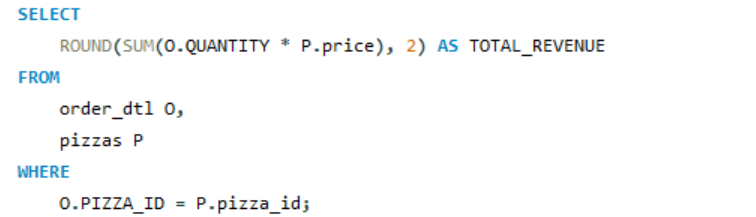 SELECT
ROUND(SUM(O.QUANTITY * P.price), 2) AS TOTAL_REVENUE
FROM
order_dtl O,
pizzas P
WHERE
O.PIZZA_ID = P.pizza_id;